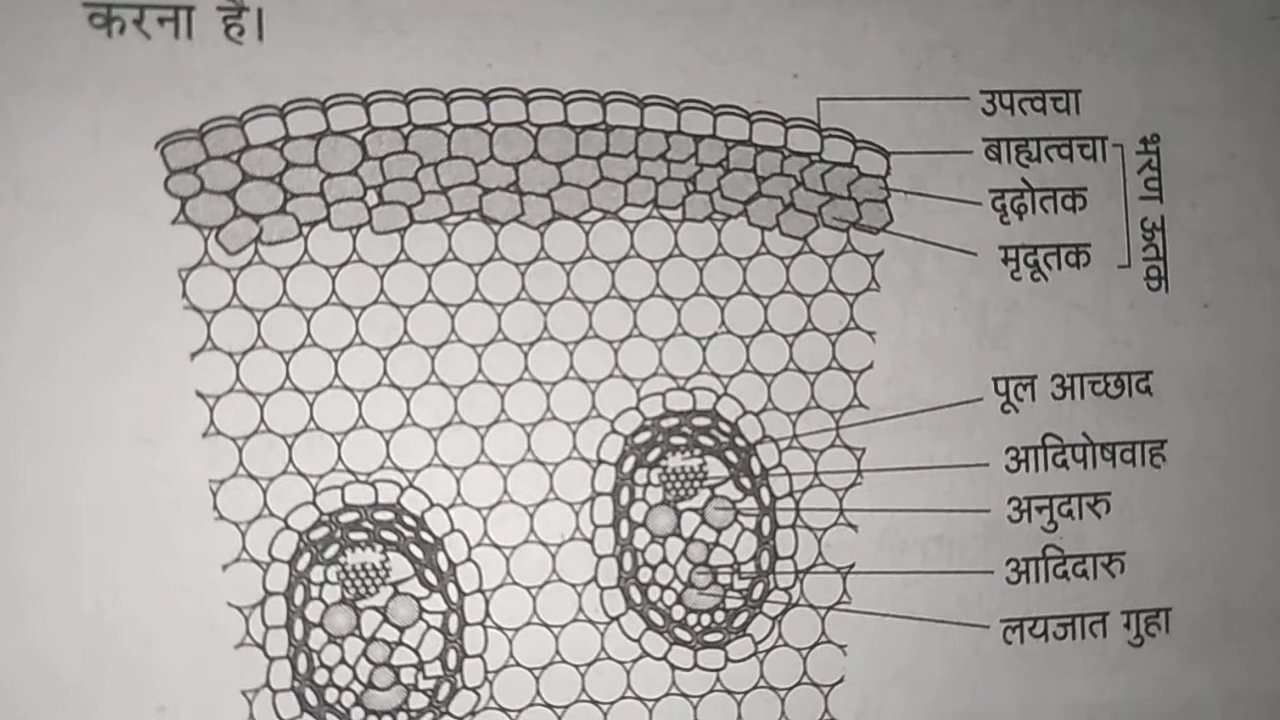 करना है।
उपत्वचा
बाह्यत्वचा
दृढ़ोतक
मृदूतक
भरण ऊतक
पूल आच्छाद
आदिपोषवाह
अनुदारु
आदिदारु
लयजात गुहा